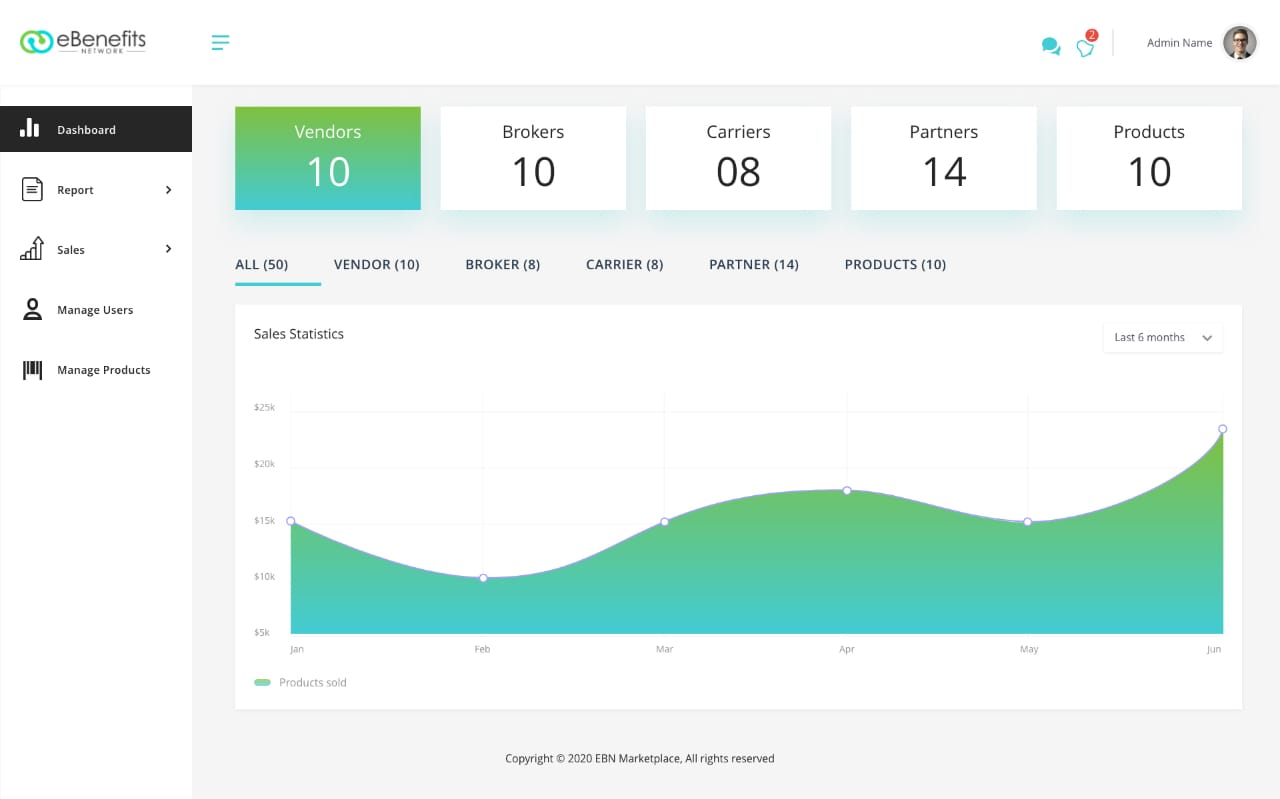 eBenefits
NETWORK
2
Admin Name
Dashboard
Report
Sales
Manage Users
Manage Products
Vendors
10
Brokers
10
Carriers
08
Partners
14
Products
10
ALL (50) VENDOR (10) BROKER (8) CARRIER (8) PARTNER (14) PRODUCTS (10)
Sales Statistics
Last 6 months
$25k
$20k
$15k
$10k
$5k
Jan Feb Mar Apr May Jun
Products sold
Copyright © 2020 EBN Marketplace, All rights reserved